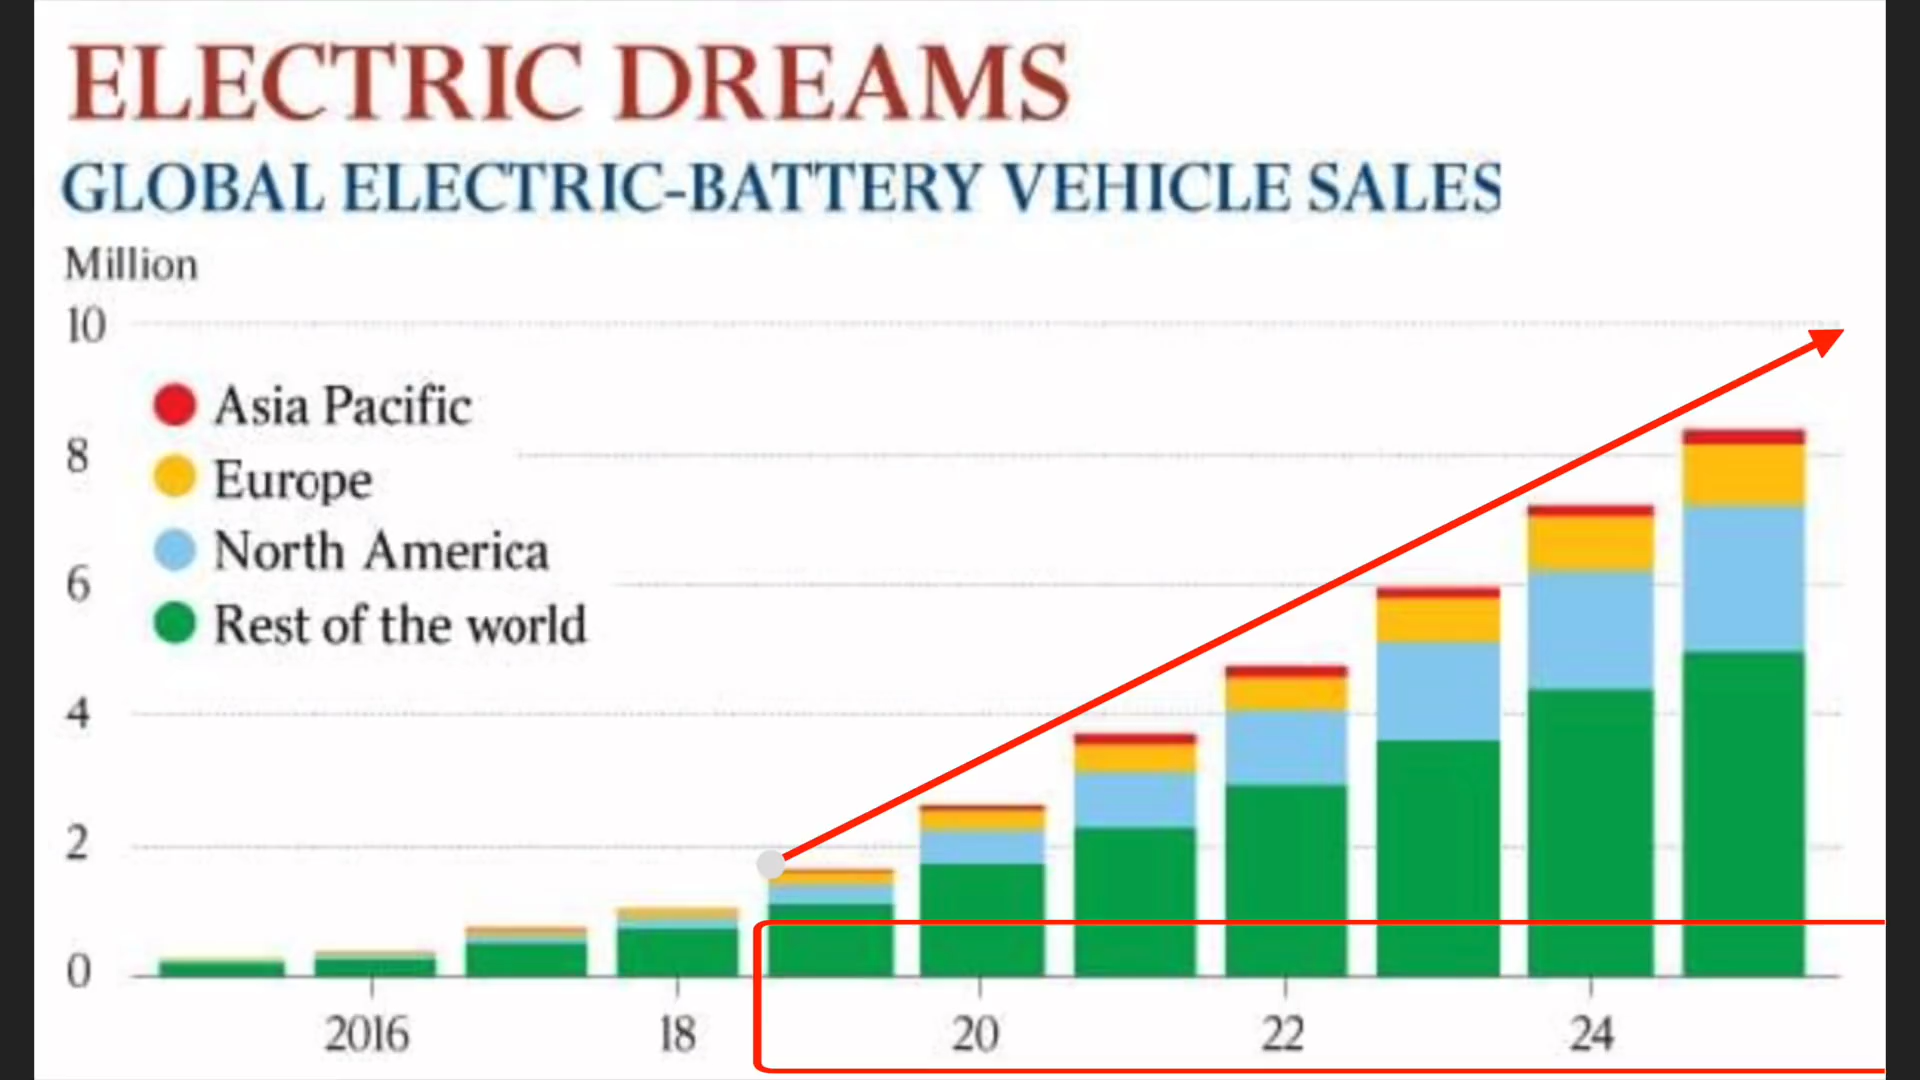 ELECTRIC DREAMS
GLOBAL ELECTRIC-BATTERY VEHICLE SALES
Million
10
Asia Pacific
8
Europe
North America
6
Rest of the world
4
2
0
2016 18 20 22 24